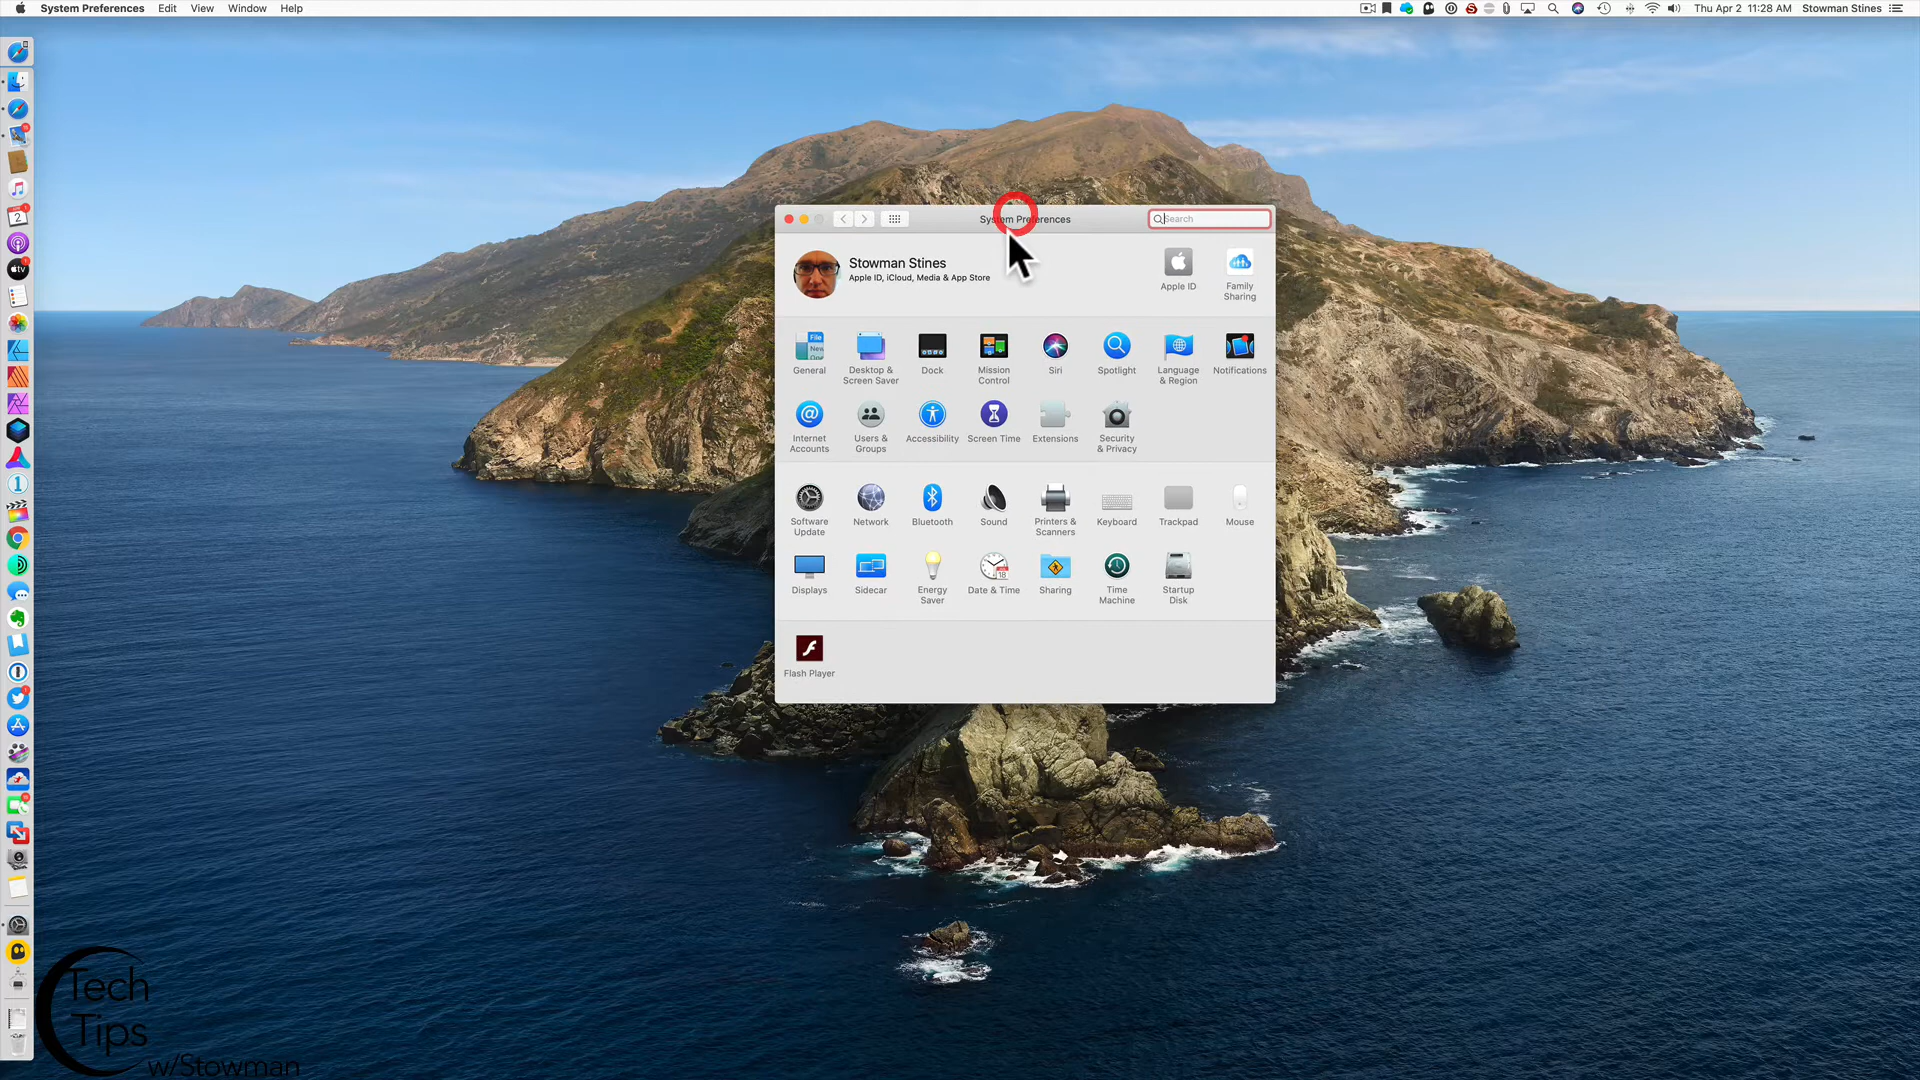 System Preferences Edit View Window Help
Thu Apr 2 11:28 AM Stowman Stines
System Preferences
Search
Stowman Stines
Apple ID, iCloud, Media & App Store
Apple ID
Family
Sharing
General
Desktop &
Screen Saver
Dock
Mission
Control
Siri
Spotlight
Language
& Region
Notifications
Internet
Accounts
Users &
Groups
Accessibility
Screen Time
Extensions
Security
& Privacy
Software
Update
Network
Bluetooth
Sound
Printers &
Scanners
Keyboard
Trackpad
Mouse
Displays
Sidecar
Energy
Saver
Date & Time
Sharing
Time
Machine
Startup
Disk
Flash Player
Tech
Tips
w/Stowman